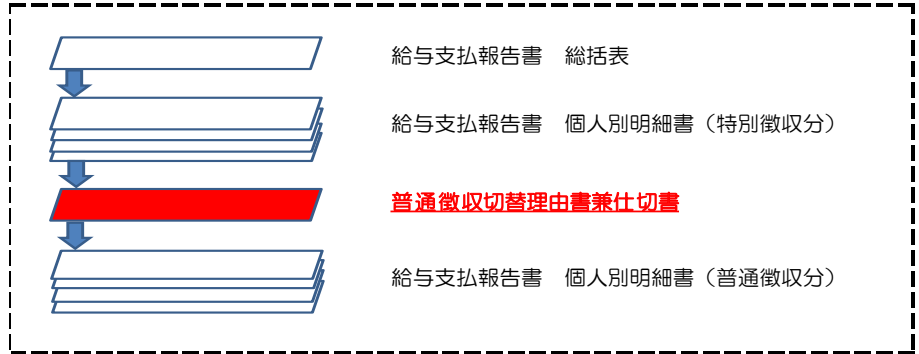 給与支払報告書　総括表
給与支払報告書　個人別明細書（特別徴収分）
普通徴収切替理由書兼仕切書
給与支払報告書　個人別明細書（普通徴収分）